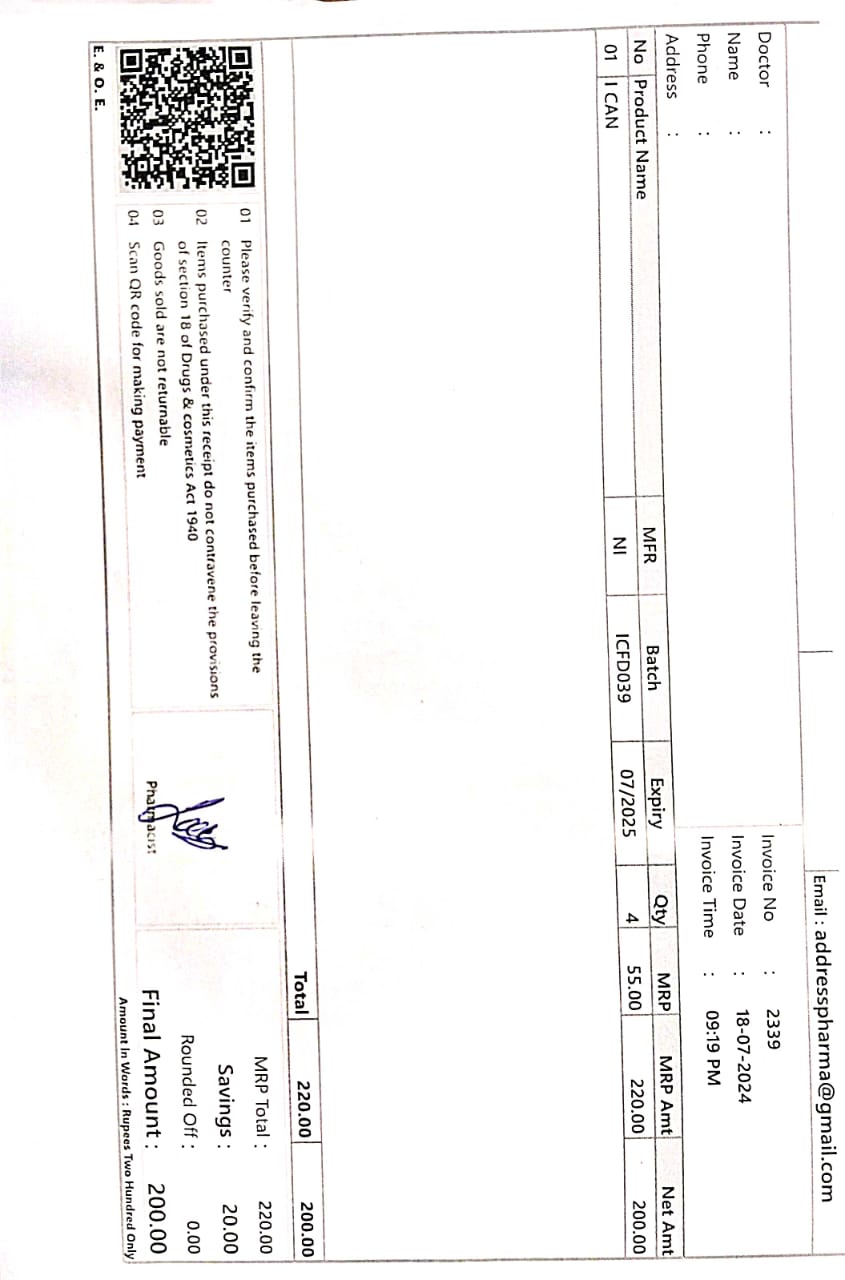 Email : addresspharma@gmail.com
Doctor :
Name :
Phone :
Address :
Invoice No : 2339
Invoice Date : 18-07-2024
Invoice Time : 09:19 PM
No Product Name MFR Batch Expiry Qty MRP MRP Amt Net Amt
01 I CAN NI ICFD039 07/2025 4 55.00 220.00 200.00
Total 220.00 200.00
01 Please verify and confirm the items purchased before leaving the
counter
02 Items purchased under this receipt do not contravene the provisions
of section 18 of Drugs & cosmetics Act 1940
03 Goods sold are not returnable
04 Scan QR code for making payment
Pharmacist
MRP Total : 220.00
Savings : 20.00
Rounded Off : 0.00
Final Amount : 200.00
Amount In Words : Rupees Two Hundred Only
E. & O. E.